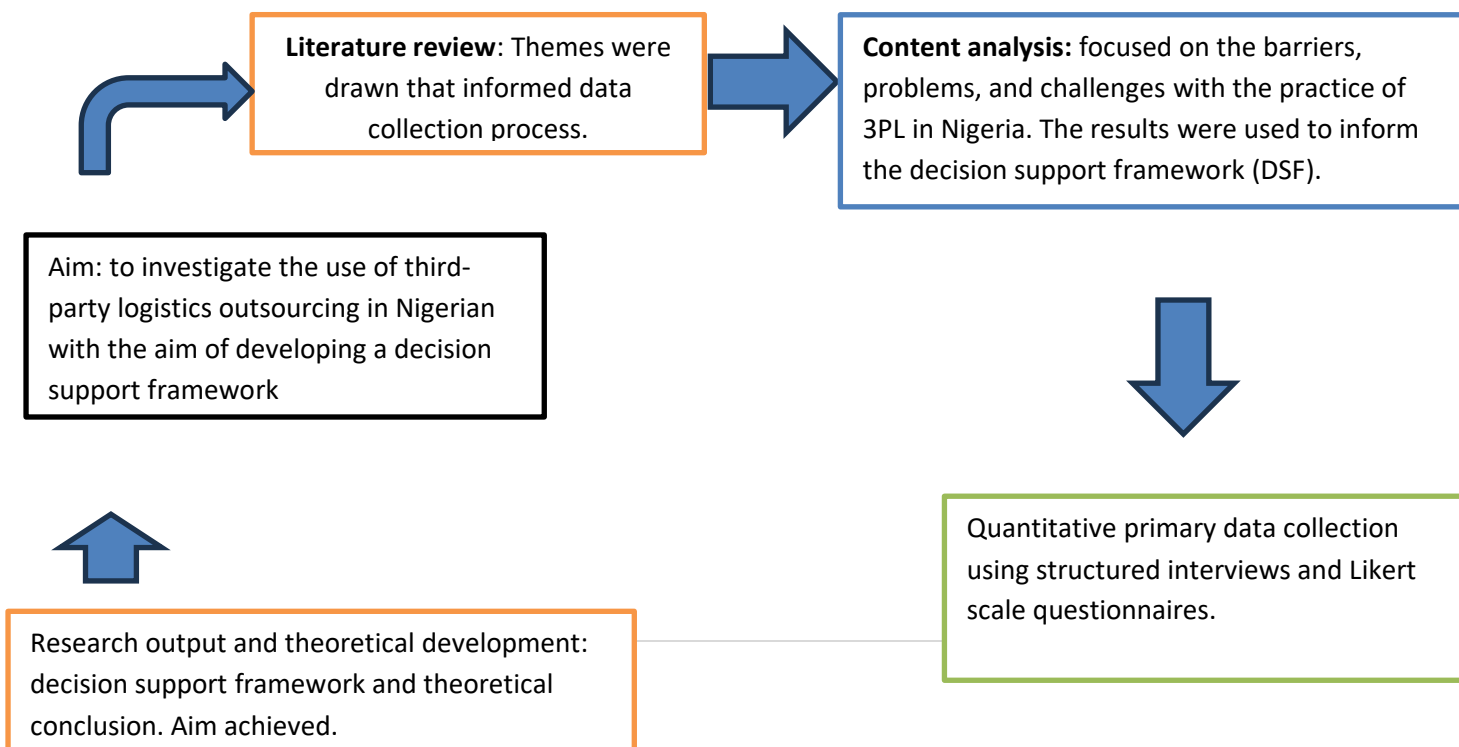 Literature review: Themes were
drawn that informed data
collection process.
Content analysis: focused on the barriers,
problems, and challenges with the practice of
3PL in Nigeria. The results were used to inform
the decision support framework (DSF).
Aim: to investigate the use of third-
party logistics outsourcing in Nigerian
with the aim of developing a decision
support framework
Quantitative primary data collection
using structured interviews and Likert
scale questionnaires.
Research output and theoretical development:
decision support framework and theoretical
conclusion. Aim achieved.